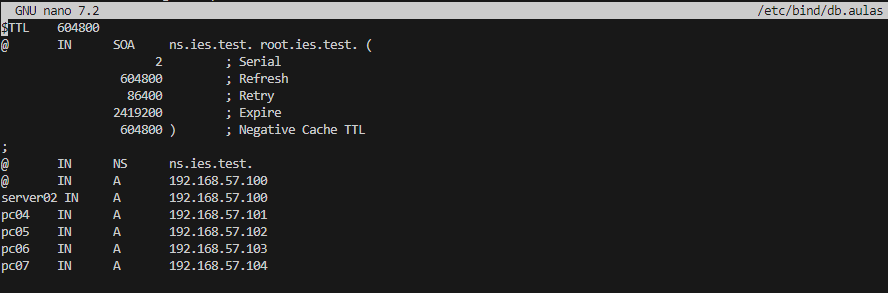 GNU nano 7.2 /etc/bind/db.aulas
$TTL 604800
@ IN SOA ns.ies.test. root.ies.test. (
2 ; Serial
604800 ; Refresh
86400 ; Retry
2419200 ; Expire
604800 ) ; Negative Cache TTL
;
@ IN NS ns.ies.test.
@ IN A 192.168.57.100
server02 IN A 192.168.57.100
pc04 IN A 192.168.57.101
pc05 IN A 192.168.57.102
pc06 IN A 192.168.57.103
pc07 IN A 192.168.57.104